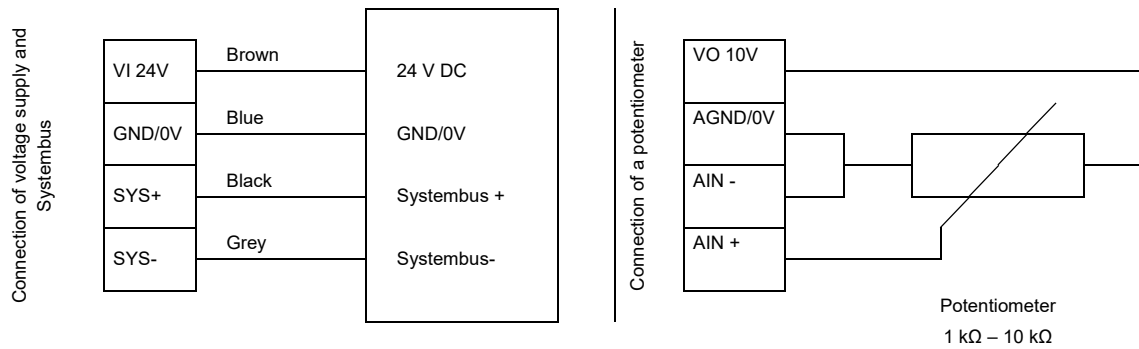 Connection of voltage supply and
Systembus
VI 24V
Brown
24 V DC
GND/0V
Blue
GND/0V
SYS+
Black
Systembus +
SYS-
Grey
Systembus-
Connection of a potentiometer
VO 10V
AGND/0V
AIN -
AIN +
Potentiometer
1 kΩ – 10 kΩ